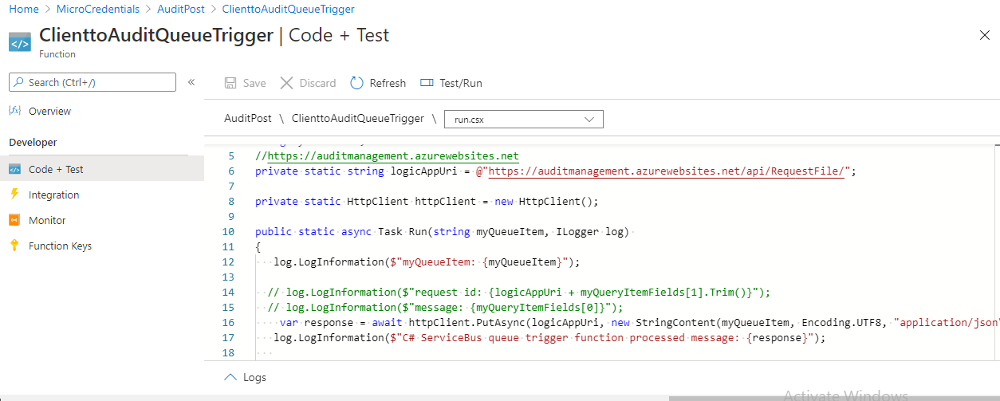 Home > MicroCredentials > AuditPost > ClienttoAuditQueueTrigger
ClienttoAuditQueueTrigger | Code + Test
Function
Search (Ctrl+/)
«
Save
Discard
Refresh
Test/Run
Overview
Developer
Code + Test
Integration
Monitor
Function Keys
AuditPost \ ClienttoAuditQueueTrigger \ run.csx
5 //https://auditmanagement.azurewebsites.net
6 private static string logicAppUri = @"https://auditmanagement.azurewebsites.net/api/RequestFile/";
7
8 private static HttpClient httpClient = new HttpClient();
9
10 public static async Task Run(string myQueueItem, ILogger log)
11 {
12 log.LogInformation($"myQueueItem: {myQueueItem}");
13
14 // log.LogInformation($"request id: {logicAppUri + myQueryItemFields[1].Trim()}");
15 // log.LogInformation($"message: {myQueryItemFields[0]}");
16 var response = await httpClient.PutAsync(logicAppUri, new StringContent(myQueueItem, Encoding.UTF8, "application/json"
17 log.LogInformation($"C# ServiceBus queue trigger function processed message: {response}");
18
Logs
Activate Windows